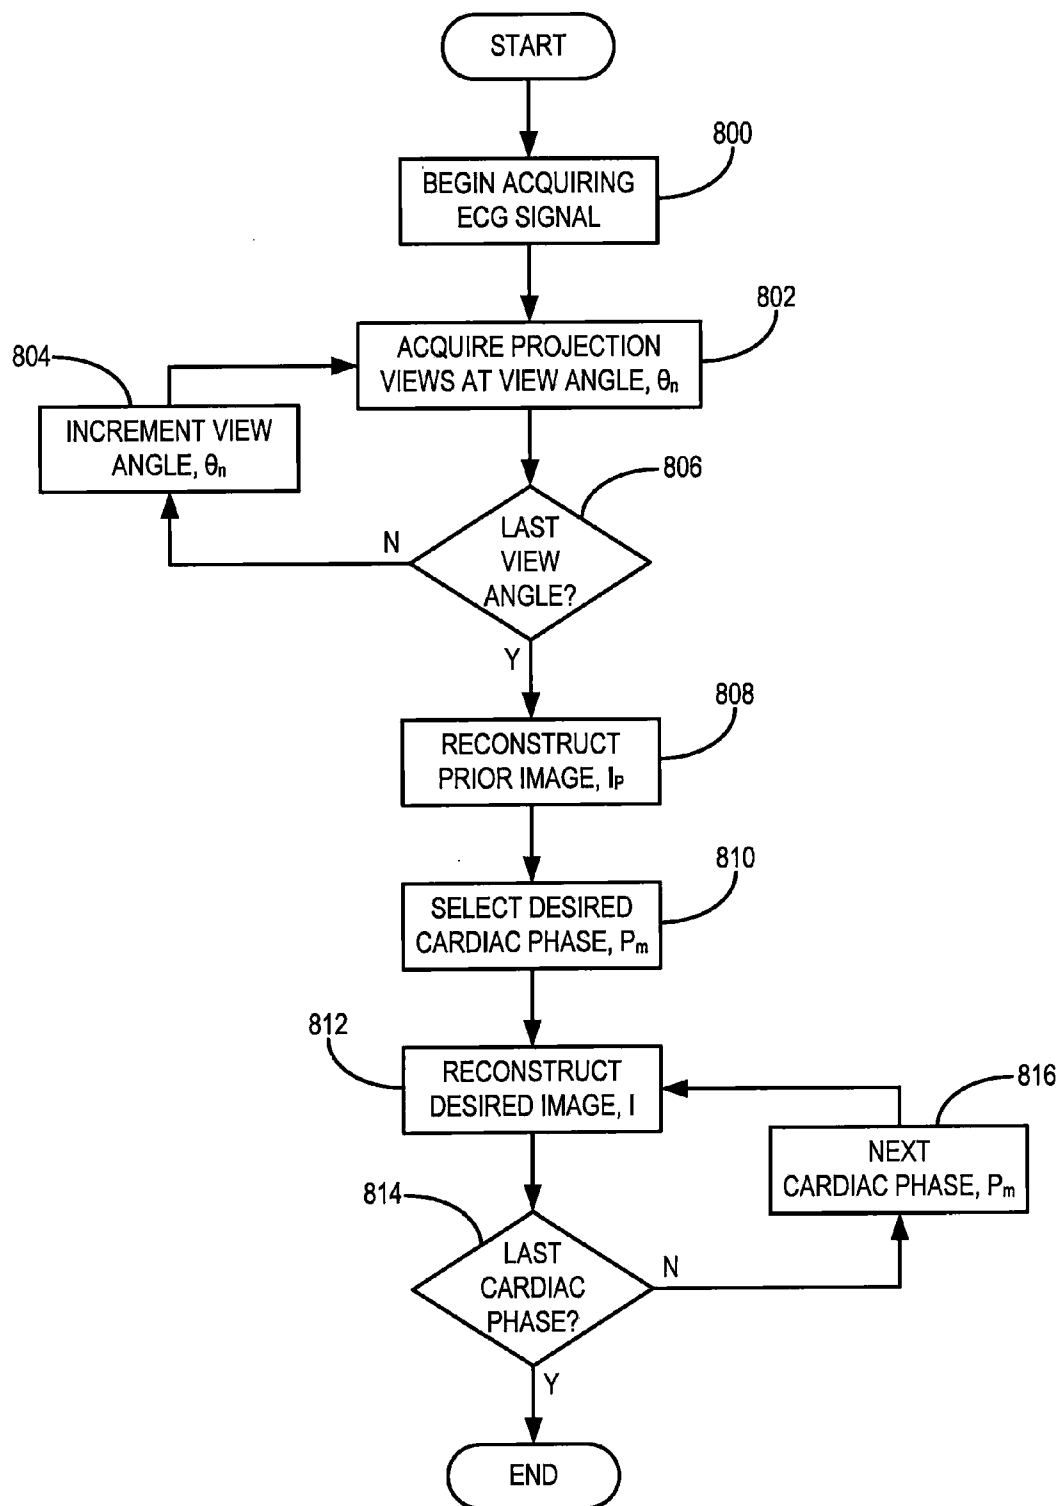 START
800
BEGIN ACQUIRING
ECG SIGNAL
802
ACQUIRE PROJECTION
VIEWS AT VIEW ANGLE, θn
804
INCREMENT VIEW
ANGLE, θn
806
LAST
VIEW
ANGLE?
N
Y
808
RECONSTRUCT
PRIOR IMAGE, IP
810
SELECT DESIRED
CARDIAC PHASE, Pm
812
RECONSTRUCT
DESIRED IMAGE, I
816
NEXT
CARDIAC PHASE, Pm
814
LAST
CARDIAC
PHASE?
N
Y
END